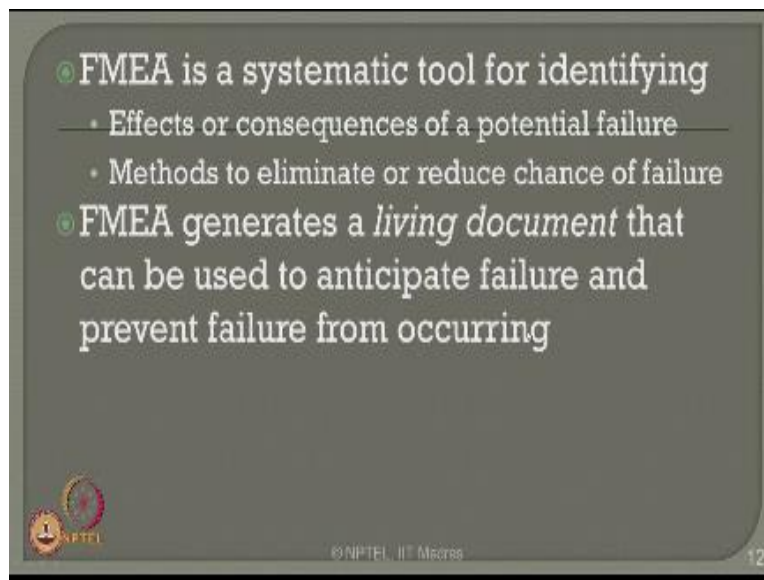 FMEA is a systematic tool for identifying
Effects or consequences of a potential failure
Methods to eliminate or reduce chance of failure
FMEA generates a living document that
can be used to anticipate failure and
prevent failure from occurring
NPTEL
© NPTEL, IIT Madras
12